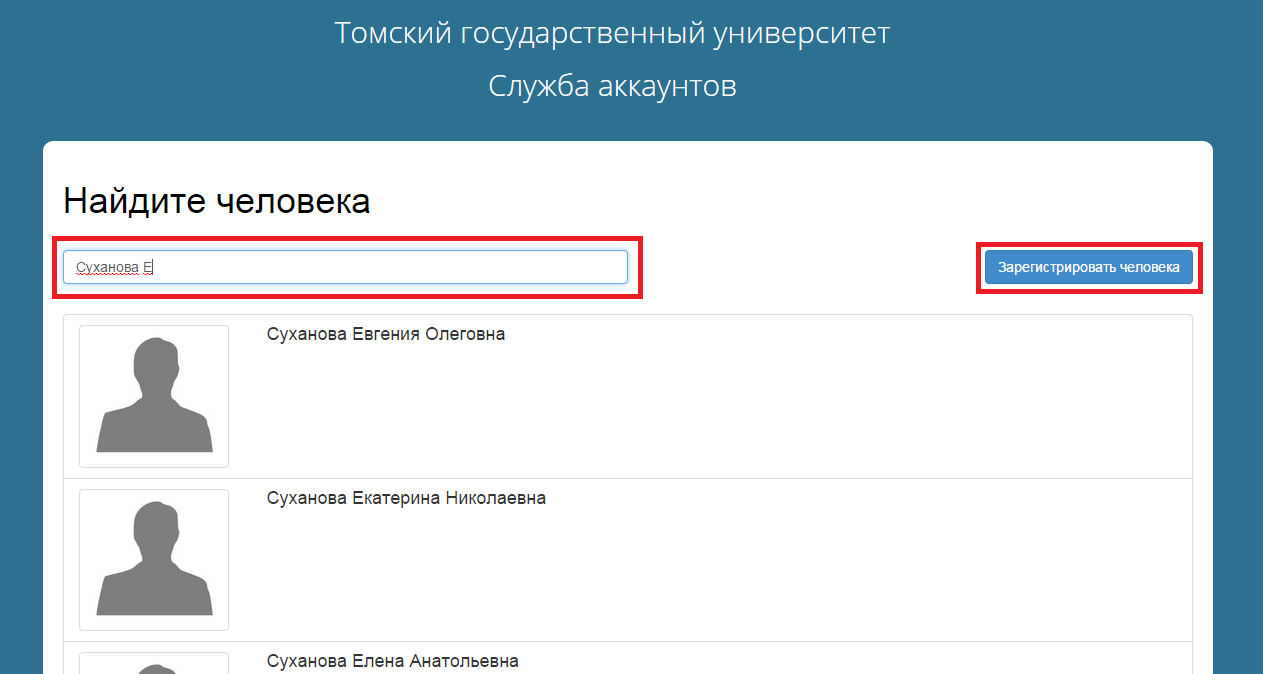 Томский государственный университет
Служба аккаунтов
Найдите человека
Суханова Е
Зарегистрировать человека
Суханова Евгения Олеговна
Суханова Екатерина Николаевна
Суханова Елена Анатольевна